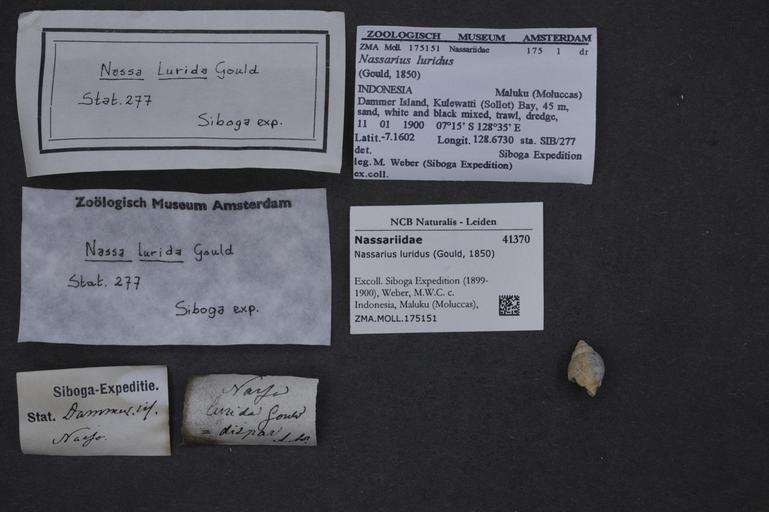 Nassa Lurida Gould
Stat. 277
Siboga exp.
ZOOLOGISCH MUSEUM AMSTERDAM
ZMA Moll. 175151 Nassariidae 175 1 dr
Nassarius luridus
(Gould, 1850)
INDONESIA Maluku (Moluccas)
Dammer Island, Kulewatti (Sollot) Bay, 45 m,
sand, white and black mixed, trawl, dredge,
11 01 1900 07°15' S 128°35' E
Latit.-7.1602 Longit. 128.6730 sta. SIB/277
det. Siboga Expedition
leg. M. Weber (Siboga Expedition)
ex.coll.
Zoölogisch Museum Amsterdam
Nassa lurida Gould
Stat. 277
Siboga exp.
NCB Naturalis - Leiden
Nassariidae 41370
Nassarius luridus (Gould, 1850)
Excoll. Siboga Expedition (1899-
1900), Weber, M.W.C. c.
Indonesia, Maluku (Moluccas),
ZMA.MOLL.175151
Siboga-Expeditie.
Stat. Dammer. isl.
Nassa.
Nassa
lurida Gould
= dispar